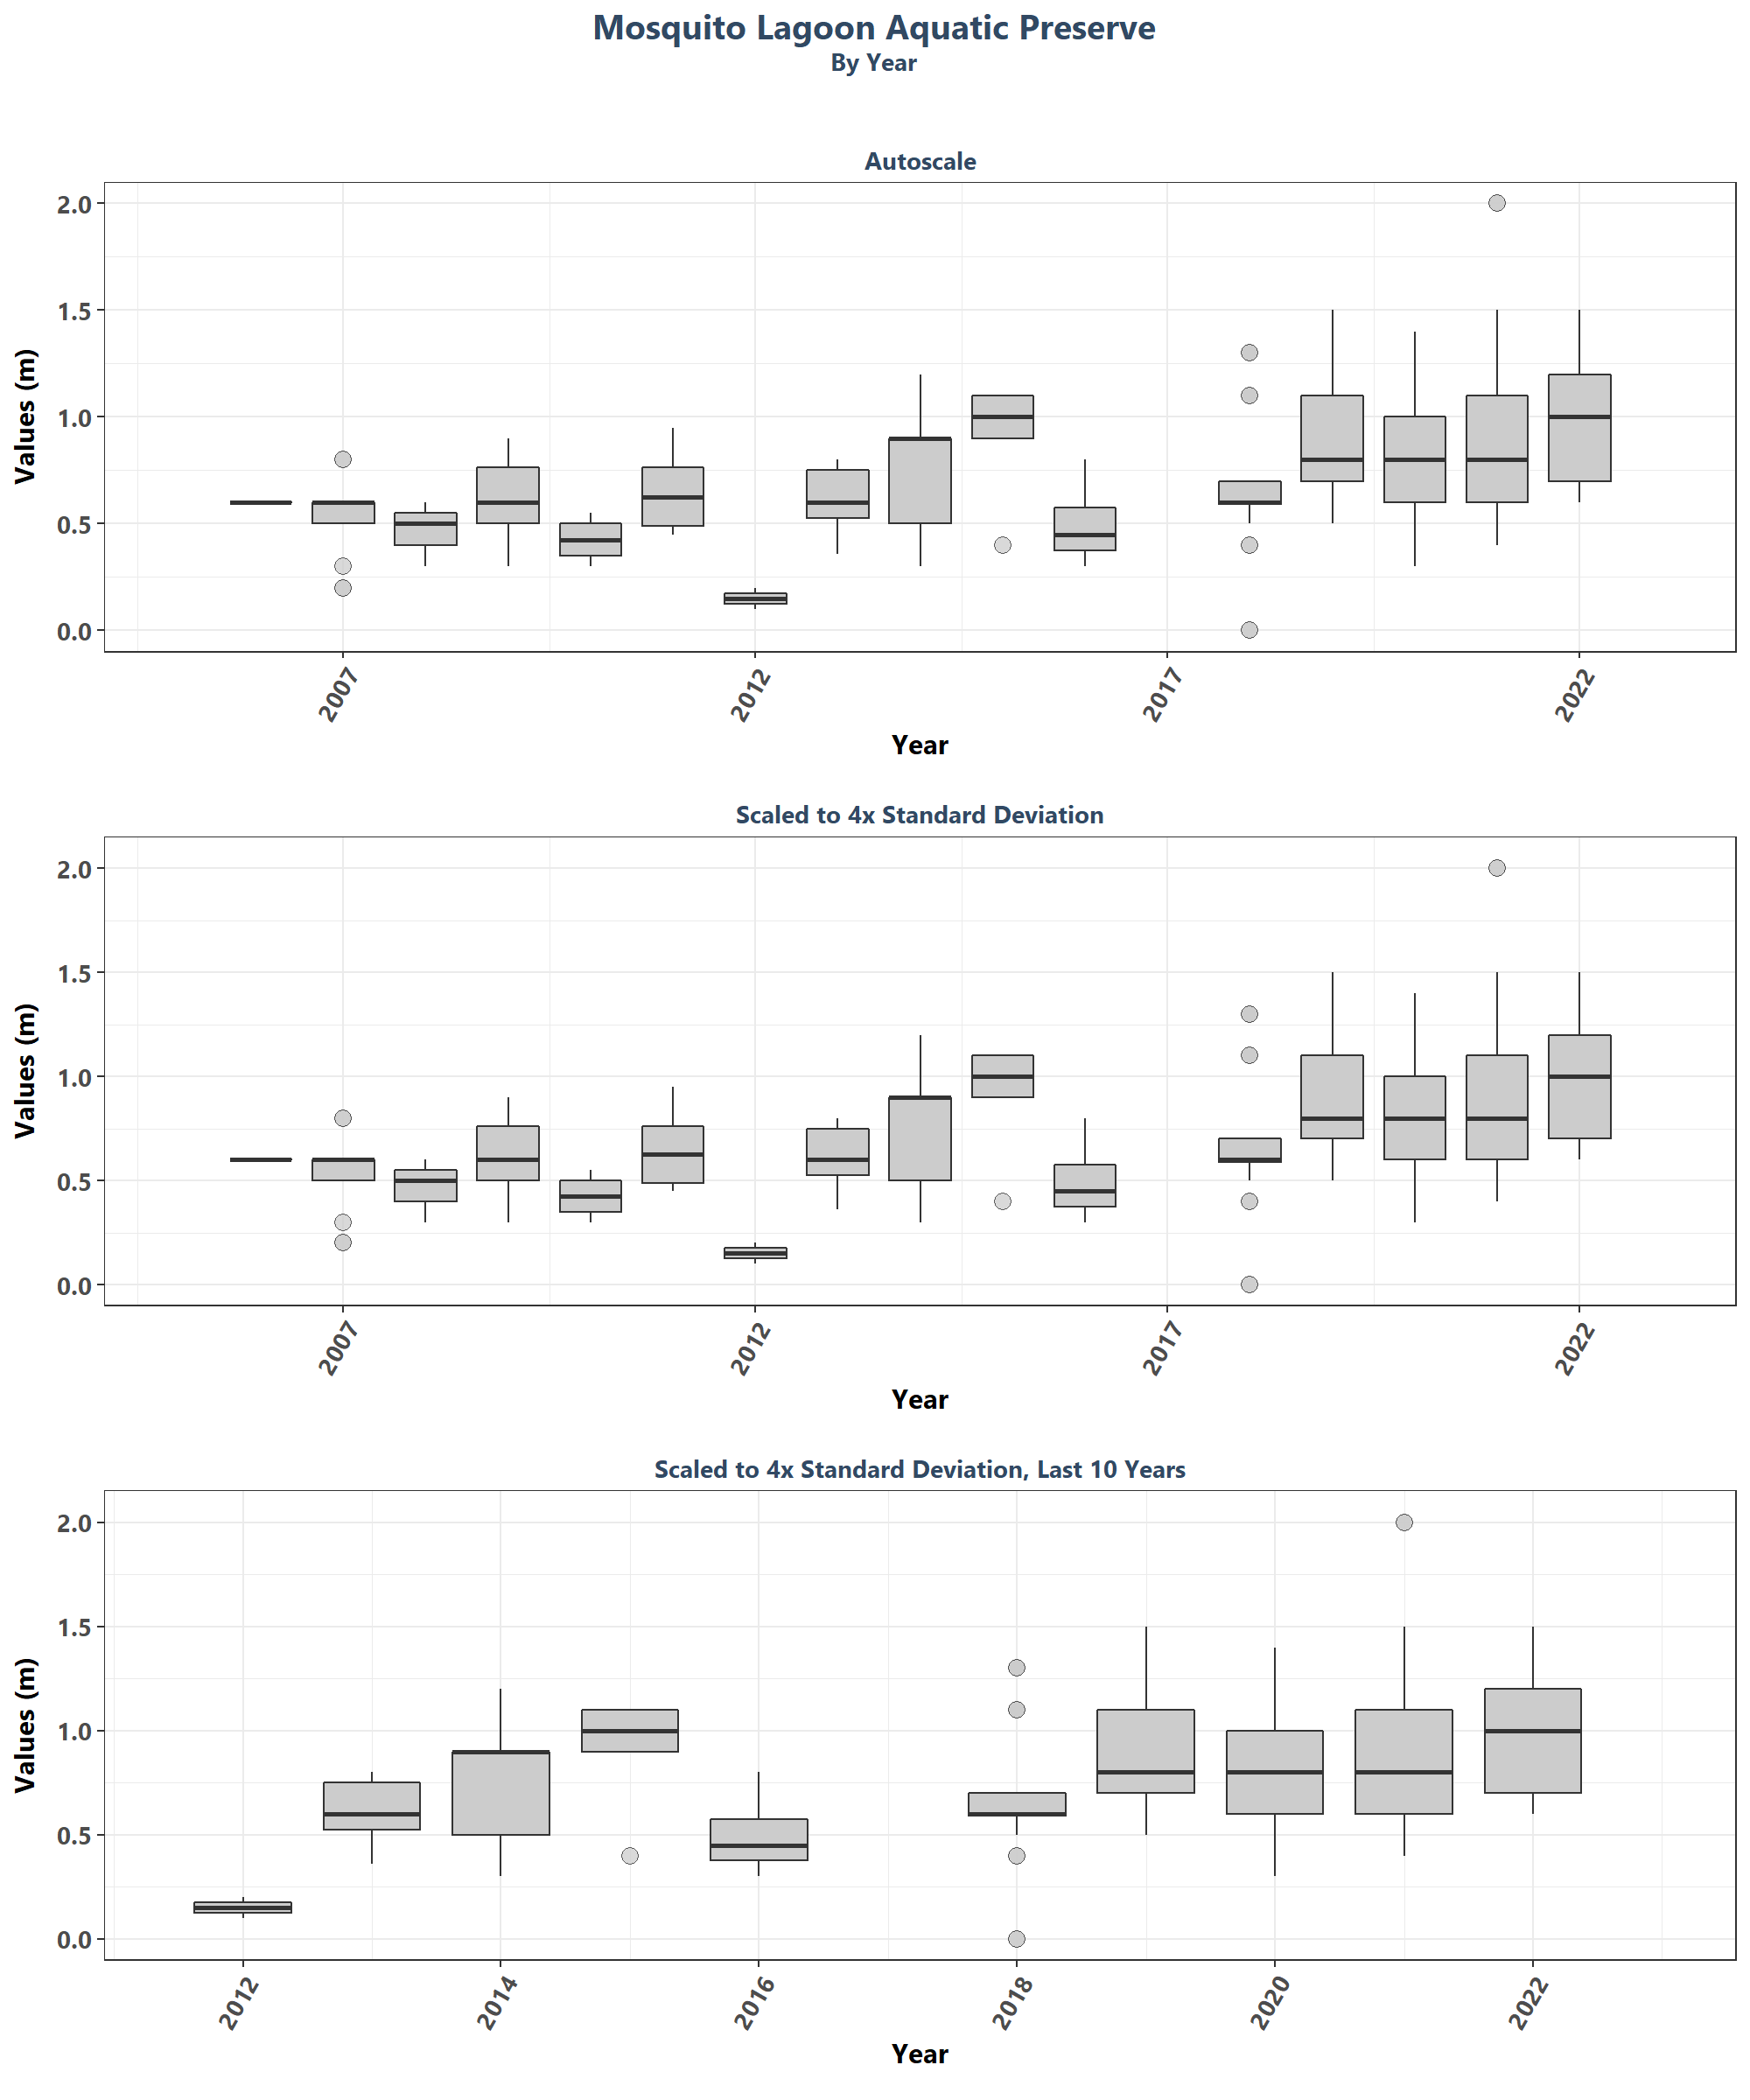 Mosquito Lagoon Aquatic Preserve
By Year
Autoscale
Values (m)
2.0
1.5
1.0
0.5
0.0
2007 2012 2017 2022
Year
Scaled to 4x Standard Deviation
Values (m)
2.0
1.5
1.0
0.5
0.0
2007 2012 2017 2022
Year
Scaled to 4x Standard Deviation, Last 10 Years
Values (m)
2.0
1.5
1.0
0.5
0.0
2012 2014 2016 2018 2020 2022
Year